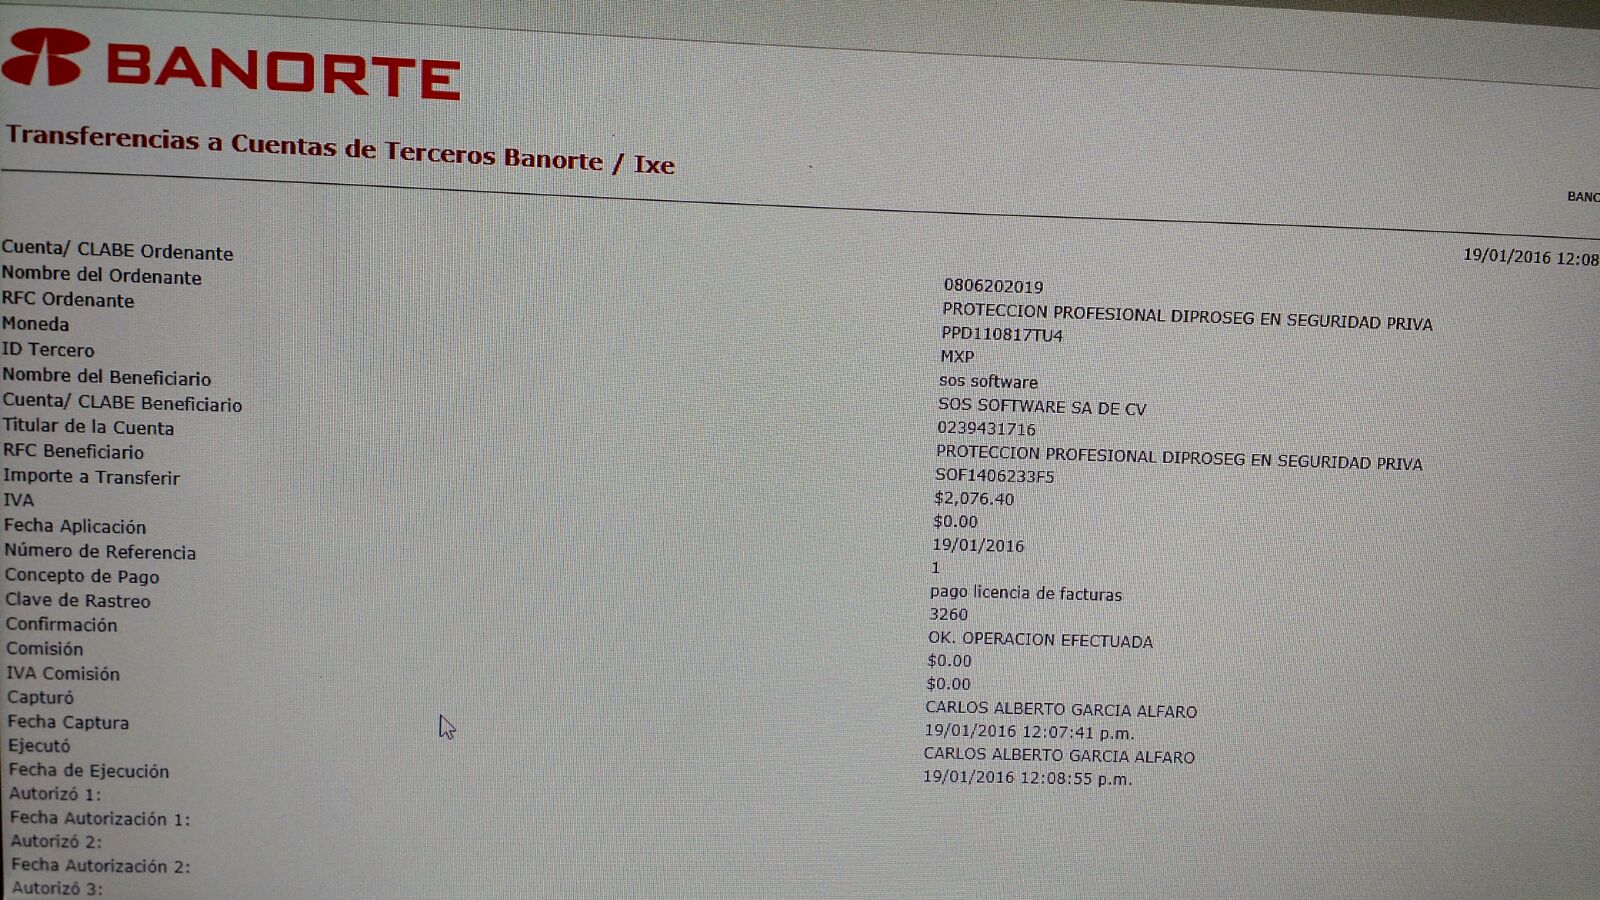 BANORTE
Transferencias a Cuentas de Terceros Banorte / Ixe
BANO
19/01/2016 12:08
Cuenta/ CLABE Ordenante 0806202019
Nombre del Ordenante PROTECCION PROFESIONAL DIPROSEG EN SEGURIDAD PRIVA
RFC Ordenante PPD110817TU4
Moneda MXP
ID Tercero sos software
Nombre del Beneficiario SOS SOFTWARE SA DE CV
Cuenta/ CLABE Beneficiario 0239431716
Titular de la Cuenta PROTECCION PROFESIONAL DIPROSEG EN SEGURIDAD PRIVA
RFC Beneficiario SOF1406233F5
Importe a Transferir $2,076.40
IVA $0.00
Fecha Aplicación 19/01/2016
Número de Referencia 1
Concepto de Pago pago licencia de facturas
Clave de Rastreo 3260
Confirmación OK. OPERACION EFECTUADA
Comisión $0.00
IVA Comisión $0.00
Capturó CARLOS ALBERTO GARCIA ALFARO
Fecha Captura 19/01/2016 12:07:41 p.m.
Ejecutó CARLOS ALBERTO GARCIA ALFARO
Fecha de Ejecución 19/01/2016 12:08:55 p.m.
Autorizó 1:
Fecha Autorización 1:
Autorizó 2:
Fecha Autorización 2:
Autorizó 3: